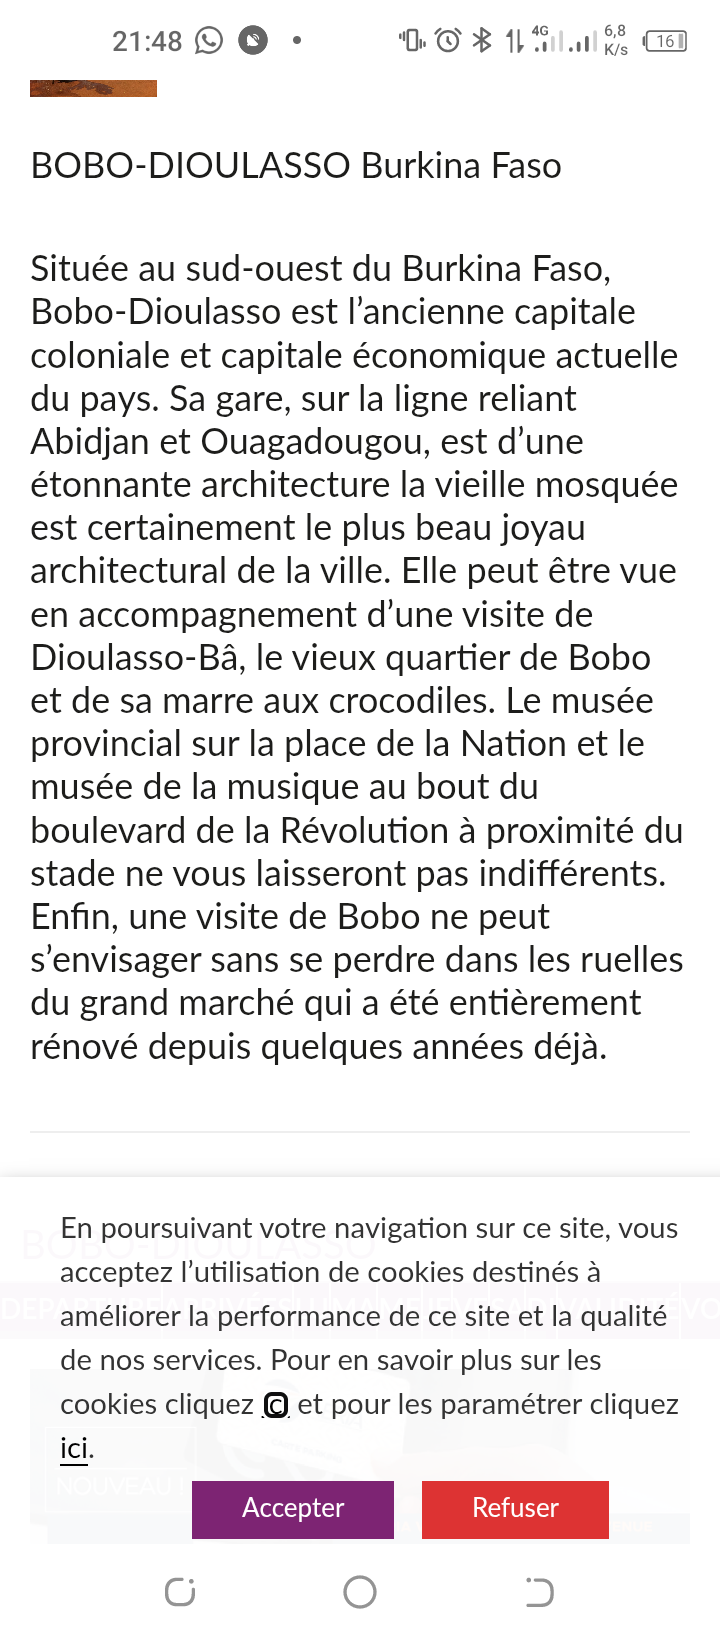 21:48
4G
6,8
K/s
16
BOBO-DIOULASSO Burkina Faso
Située au sud-ouest du Burkina Faso,
Bobo-Dioulasso est l’ancienne capitale
coloniale et capitale économique actuelle
du pays. Sa gare, sur la ligne reliant
Abidjan et Ouagadougou, est d’une
étonnante architecture la vieille mosquée
est certainement le plus beau joyau
architectural de la ville. Elle peut être vue
en accompagnement d’une visite de
Dioulasso-Bâ, le vieux quartier de Bobo
et de sa marre aux crocodiles. Le musée
provincial sur la place de la Nation et le
musée de la musique au bout du
boulevard de la Révolution à proximité du
stade ne vous laisseront pas indifférents.
Enfin, une visite de Bobo ne peut
s’envisager sans se perdre dans les ruelles
du grand marché qui a été entièrement
rénové depuis quelques années déjà.
BOBO-DIOULASSO
En poursuivant votre navigation sur ce site, vous
acceptez l’utilisation de cookies destinés à
améliorer la performance de ce site et la qualité
de nos services. Pour en savoir plus sur les
cookies cliquez et pour les paramétrer cliquez
ici.
NOUVEAU
Accepter
Refuser